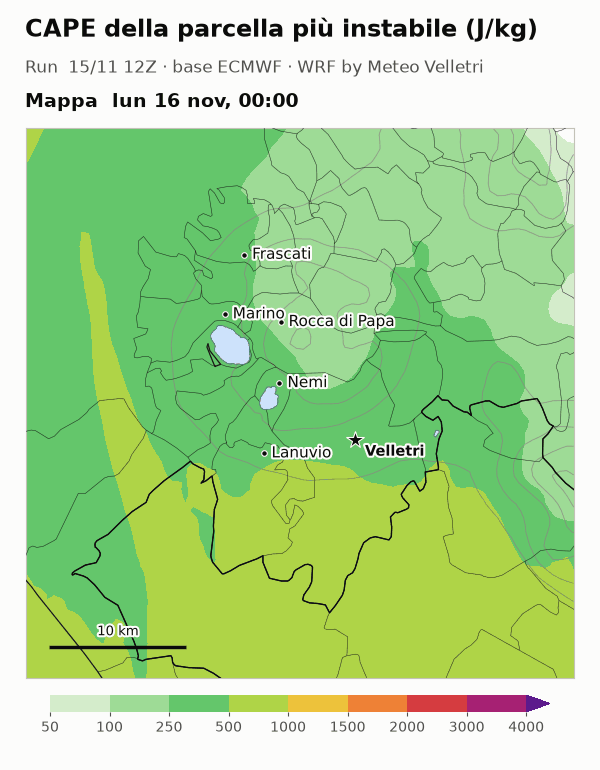 CAPE della parcella più instabile (J/kg)
Run  15/11 12Z · base ECMWF · WRF by Meteo Velletri
Mappa  lun 16 nov, 00:00
Frascati
Marino
Rocca di Papa
Nemi
Velletri
Lanuvio
10 km
50 100 250 500 1000 1500 2000 3000 4000